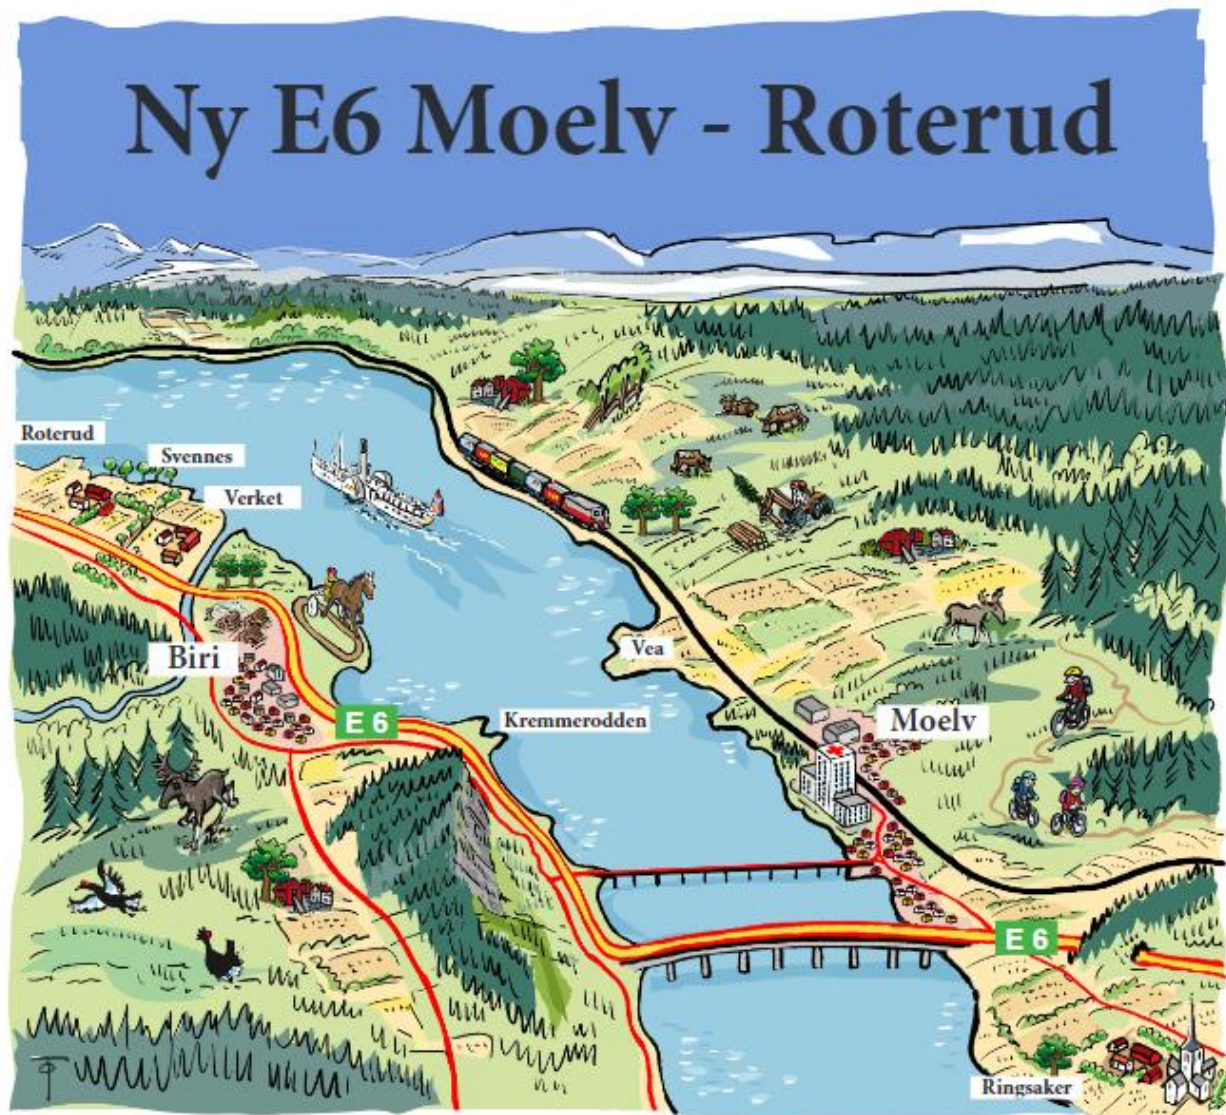 Ny E6 Moelv - Roterud
Roterud
Svennes
Verket
Vea
Biri
Kremmerodden
E 6
Moelv
E 6
Ringsaker